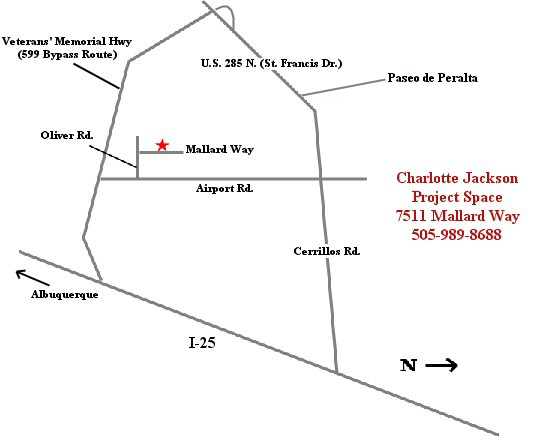 Veterans' Memorial Hwy
(599 Bypass Route)
U.S. 285 N. (St. Francis Dr.)
Paseo de Peralta
Oliver Rd.
Mallard Way
Airport Rd.
Charlotte Jackson
Project Space
7511 Mallard Way
505-989-8688
Cerrillos Rd.
Albuquerque
I-25
N